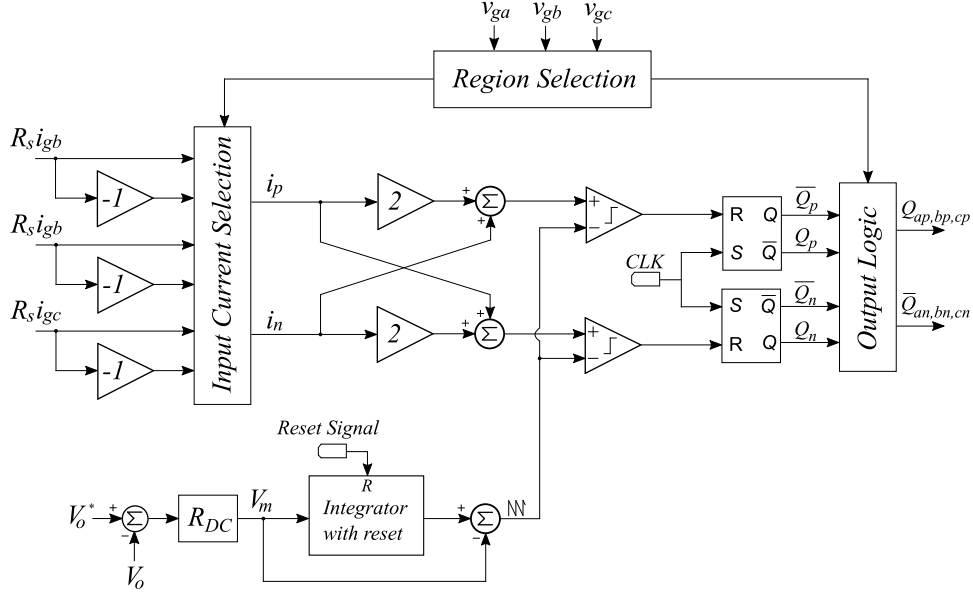 v_ga v_gb v_gc
Region Selection
R_s i_gb
-1
R_s i_gb
-1
R_s i_gc
-1
Input Current Selection
i_p
i_n
2
+
+
Σ
2
+
+
Σ
+
−
+
−
CLK
R Q
S Q̅
S Q̅
R Q
Q̅_p
Q_p
Q̅_n
Q_n
Output Logic
Q_ap,bp,cp
Q̅_an,bn,cn
Reset Signal
V_o*
+
Σ
−
V_o
R_DC
V_m
R
Integrator
with reset
+
Σ
−